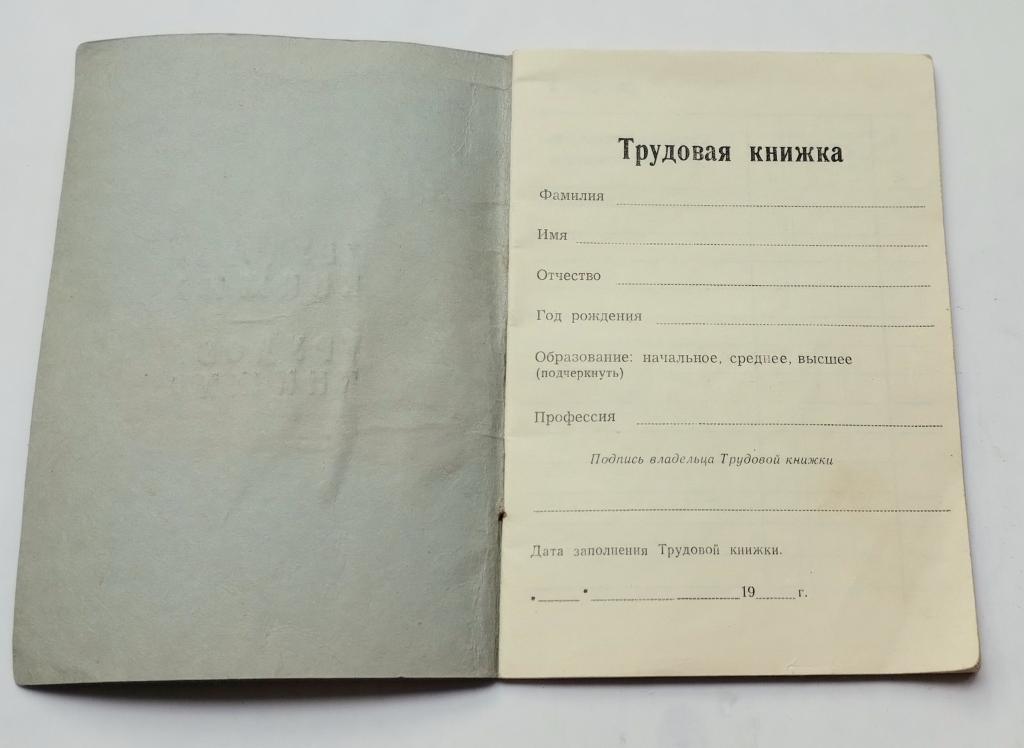 Трудовая книжка
Фамилия
Имя
Отчество
Год рождения
Образование: начальное, среднее, высшее
(подчеркнуть)
Профессия
Подпись владельца Трудовой книжки
Дата заполнения Трудовой книжки.
19 г.